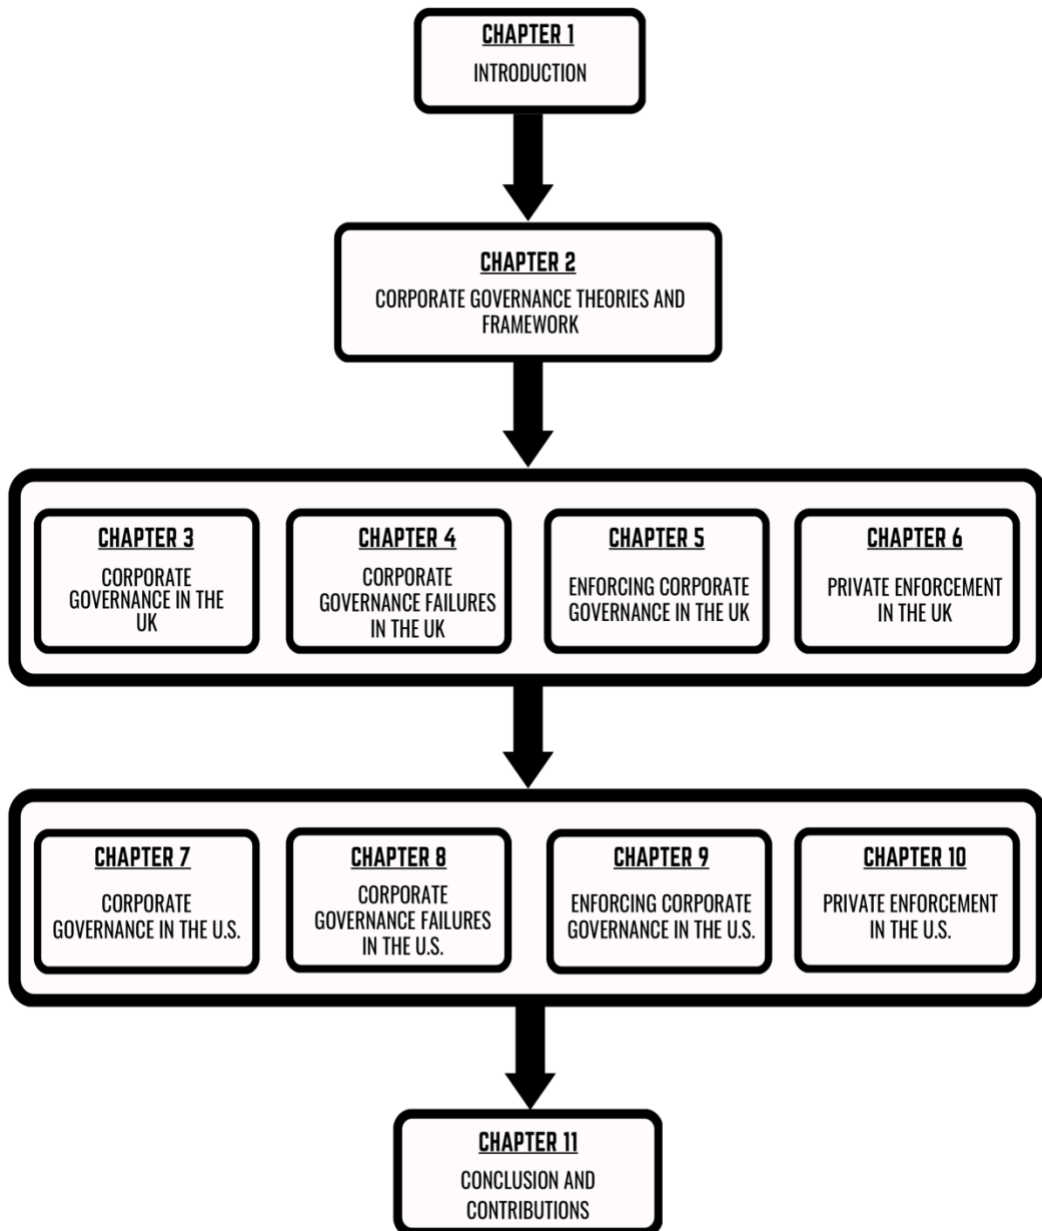 CHAPTER 1
INTRODUCTION
CHAPTER 2
CORPORATE GOVERNANCE THEORIES AND
FRAMEWORK
CHAPTER 3
CORPORATE
GOVERNANCE IN THE
UK
CHAPTER 4
CORPORATE
GOVERNANCE FAILURES
IN THE UK
CHAPTER 5
ENFORCING CORPORATE
GOVERNANCE IN THE UK
CHAPTER 6
PRIVATE ENFORCEMENT
IN THE UK
CHAPTER 7
CORPORATE
GOVERNANCE IN THE U.S.
CHAPTER 8
CORPORATE
GOVERNANCE FAILURES
IN THE U.S.
CHAPTER 9
ENFORCING CORPORATE
GOVERNANCE IN THE U.S.
CHAPTER 10
PRIVATE ENFORCEMENT
IN THE U.S.
CHAPTER 11
CONCLUSION AND
CONTRIBUTIONS